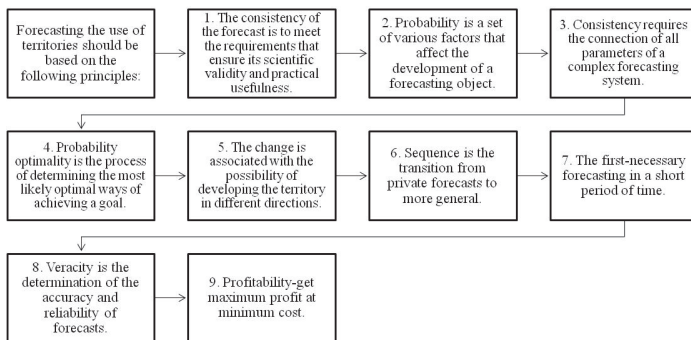 Forecasting the use of
territories should be
based on the
following principles:
1. The consistency of
the forecast is to meet
the requirements that
ensure its scientific
validity and practical
usefulness.
2. Probability is a set
of various factors that
affect the
development of a
forecasting object.
3. Consistency requires
the connection of all
parameters of a
complex forecasting
system.
4. Probability
optimality is the process
of determining the most
likely optimal ways of
achieving a goal.
5. The change is
associated with the
possibility of
developing the territory
in different directions.
6. Sequence is the
transition from
private forecasts to
more general.
7. The first-necessary
forecasting in a short
period of time.
8. Veracity is the
determination of the
accuracy and
reliability of
forecasts.
9. Profitability-get
maximum profit at
minimum cost.